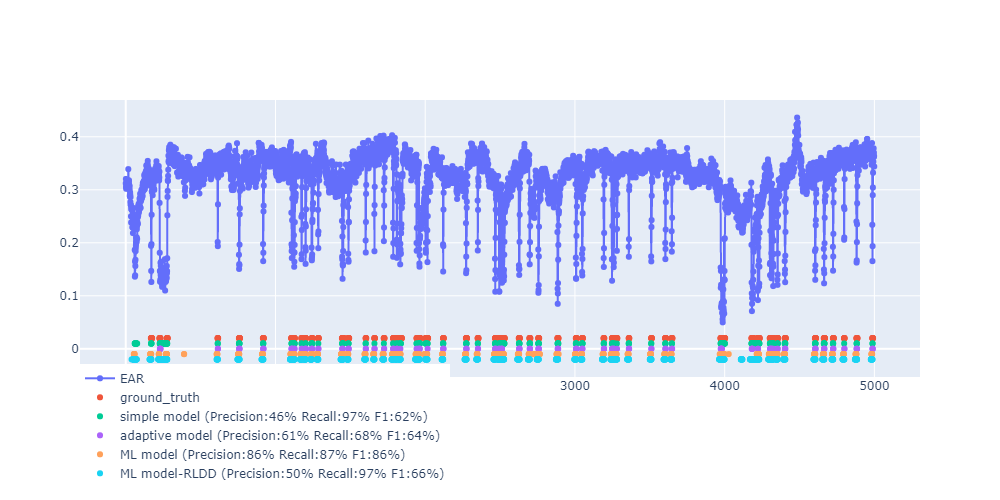 0.4
0.3
0.2
0.1
0
3000 4000 5000
EAR
ground_truth
simple model (Precision:46% Recall:97% F1:62%)
adaptive model (Precision:61% Recall:68% F1:64%)
ML model (Precision:86% Recall:87% F1:86%)
ML model-RLDD (Precision:50% Recall:97% F1:66%)